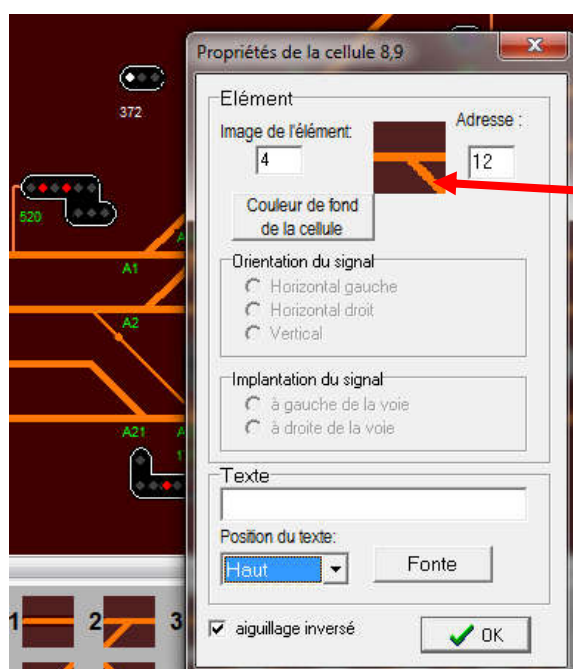 Propriétés de la cellule 8,9
372
520
A1
A2
A21
Elément
Image de l'élément:
Adresse :
4
12
Couleur de fond
de la cellule
Orientation du signal
Horizontal gauche
Horizontal droit
Vertical
Implantation du signal
à gauche de la voie
à droite de la voie
Texte
Position du texte:
Haut
Fonte
aiguillage inversé
OK
1
2
3